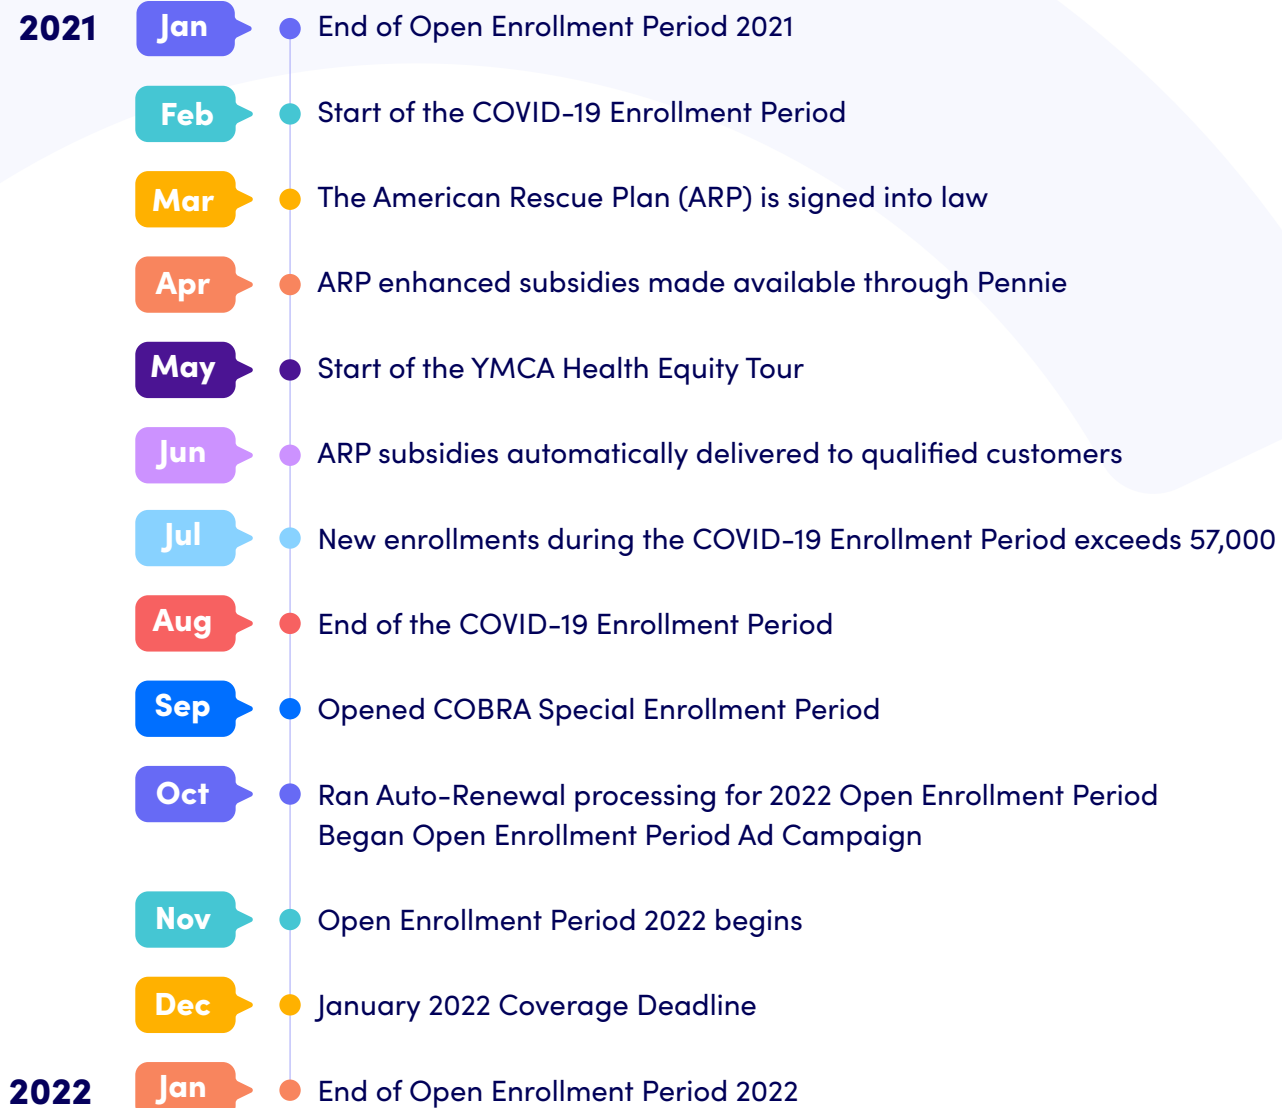 2021 Jan End of Open Enrollment Period 2021
Feb Start of the COVID-19 Enrollment Period
Mar The American Rescue Plan (ARP) is signed into law
Apr ARP enhanced subsidies made available through Pennie
May Start of the YMCA Health Equity Tour
Jun ARP subsidies automatically delivered to qualified customers
Jul New enrollments during the COVID-19 Enrollment Period exceeds 57,000
Aug End of the COVID-19 Enrollment Period
Sep Opened COBRA Special Enrollment Period
Oct Ran Auto-Renewal processing for 2022 Open Enrollment Period
Began Open Enrollment Period Ad Campaign
Nov Open Enrollment Period 2022 begins
Dec January 2022 Coverage Deadline
2022 Jan End of Open Enrollment Period 2022